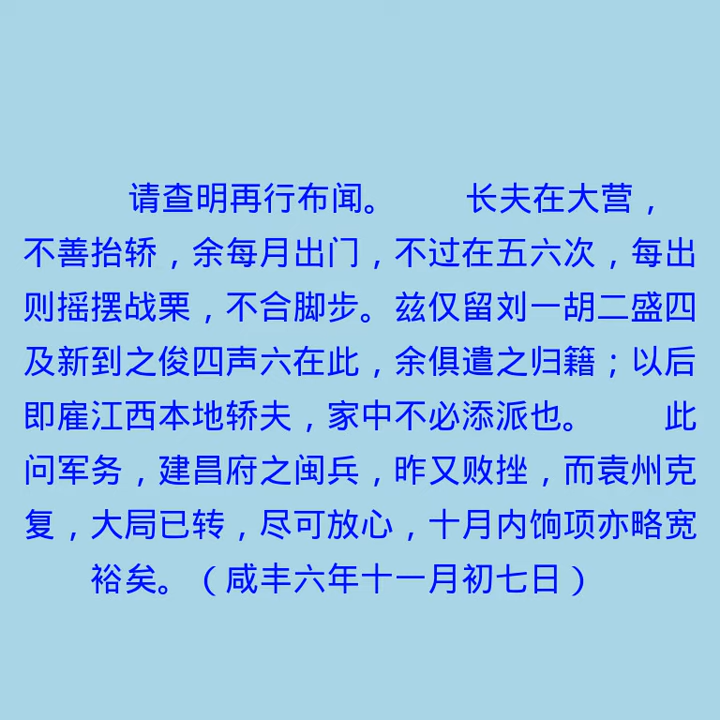 请查明再行布闻。 长夫在大营，
不善抬轿，余每月出门，不过在五六次，每出
则摇摆战栗，不合脚步。兹仅留刘一胡二盛四
及新到之俊四声六在此，余俱遣之归籍；以后
即雇江西本地轿夫，家中不必添派也。 此
问军务，建昌府之闽兵，昨又败挫，而袁州克
复，大局已转，尽可放心，十月内饷项亦略宽
裕矣。（咸丰六年十一月初七日）